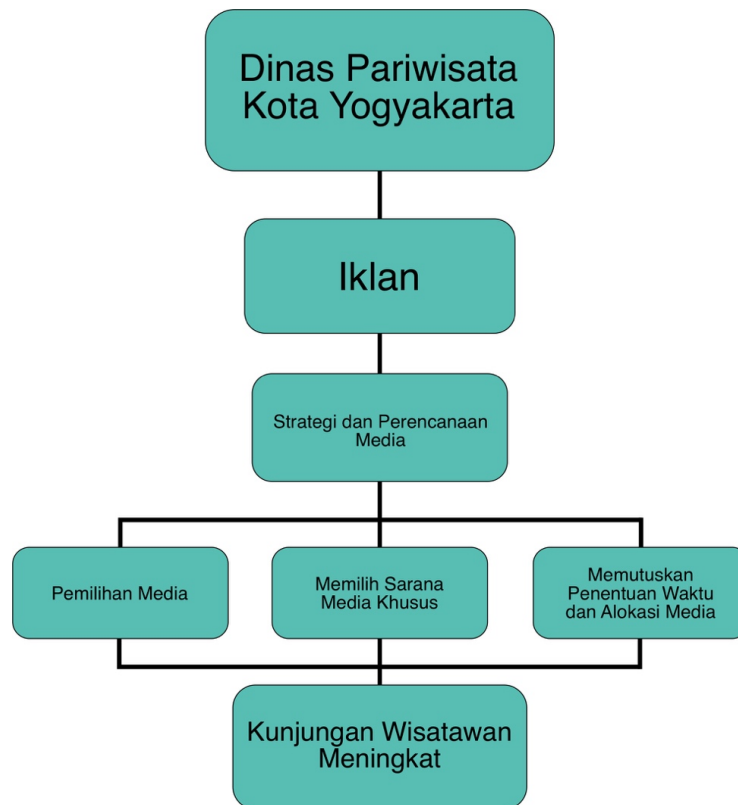 Dinas Pariwisata
Kota Yogyakarta
Iklan
Strategi dan Perencanaan
Media
Pemilihan Media
Memilih Sarana
Media Khusus
Memutuskan
Penentuan Waktu
dan Alokasi Media
Kunjungan Wisatawan
Meningkat